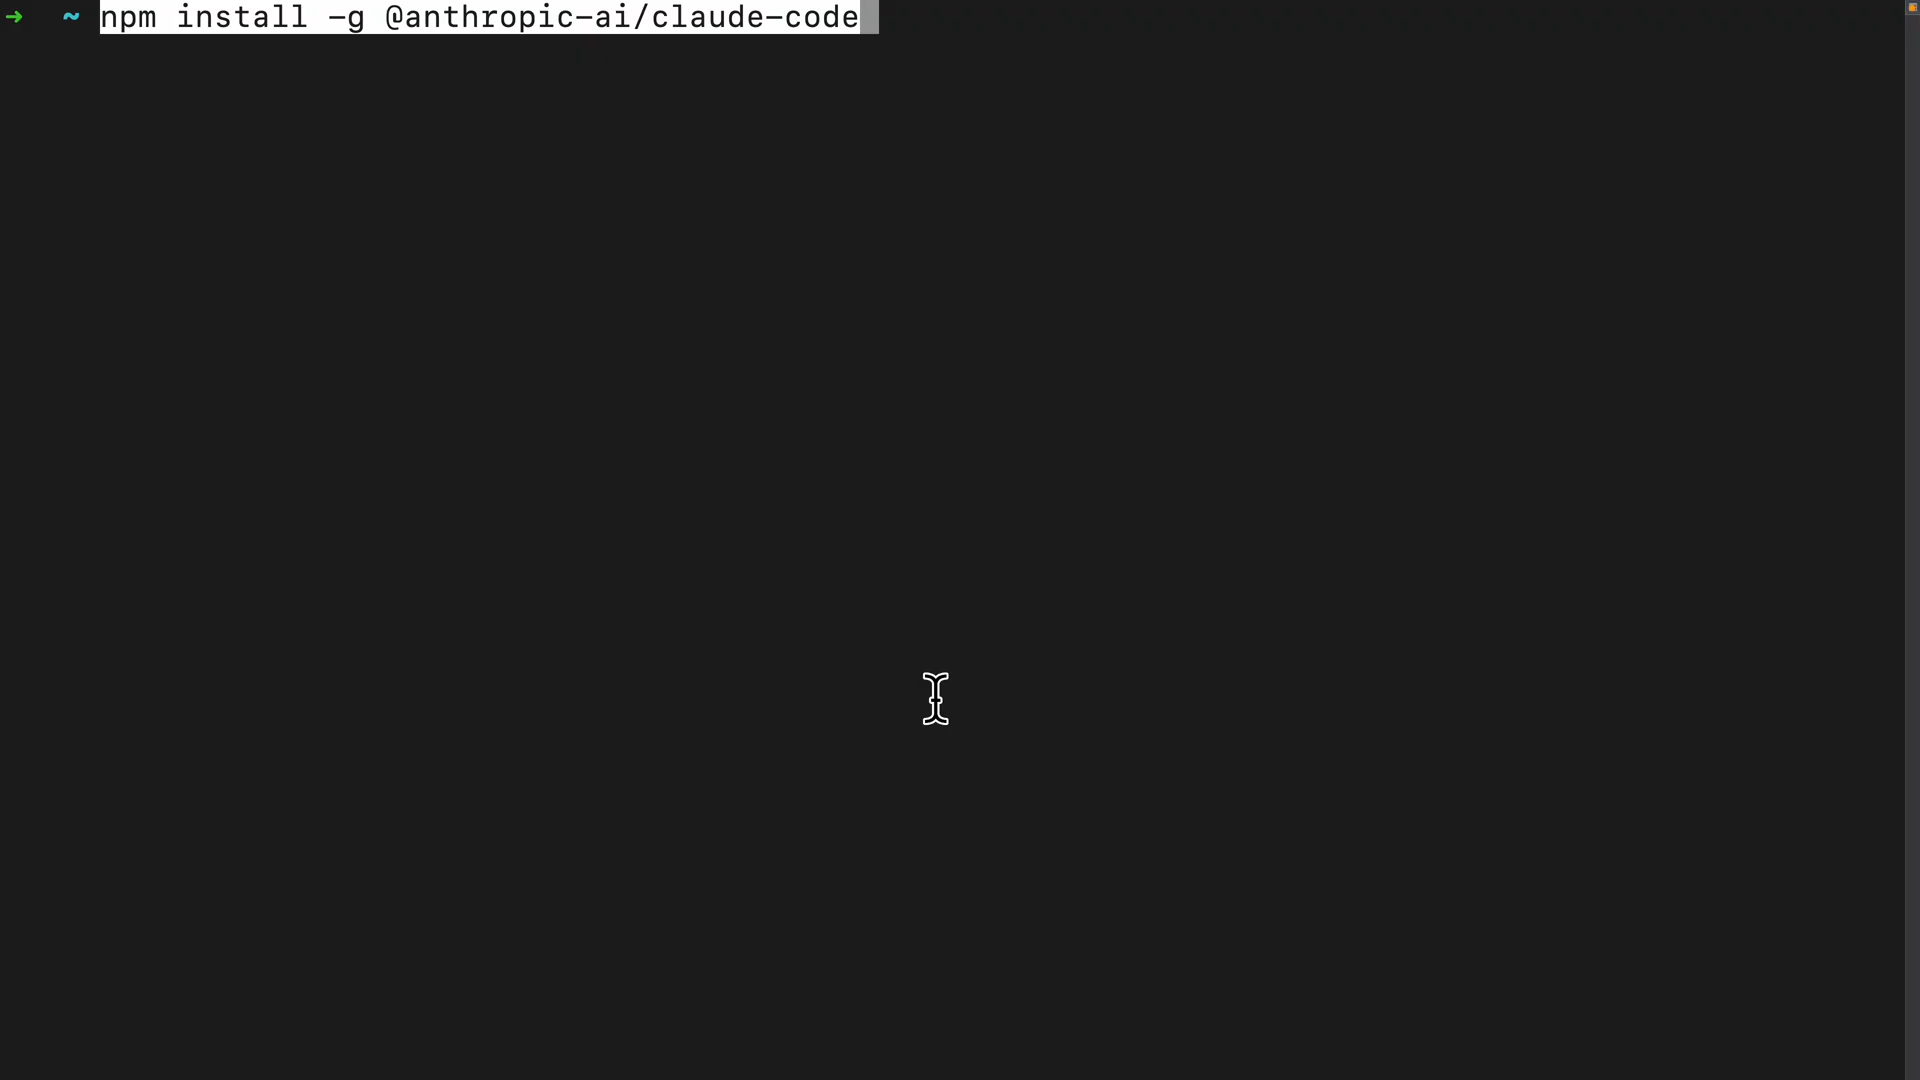 ➜ ~ npm install -g @anthropic-ai/claude-code